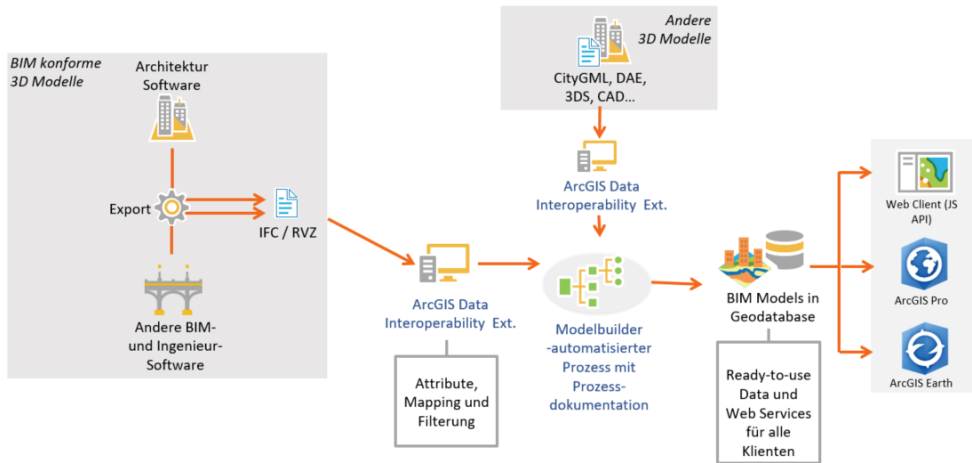 BIM konforme
3D Modelle
Architektur
Software
Export
IFC / RVZ
Andere BIM-
und Ingenieur-
Software
Andere
3D Modelle
CityGML, DAE,
3DS, CAD...
ArcGIS Data
Interoperability Ext.
ArcGIS Data
Interoperability Ext.
Attribute,
Mapping und
Filterung
Modelbuilder
-automatisierter
Prozess mit
Prozess-
dokumentation
BIM Models in
Geodatabase
Ready-to-use
Data und
Web Services
für alle
Klienten
Web Client (JS
API)
ArcGIS Pro
ArcGIS Earth